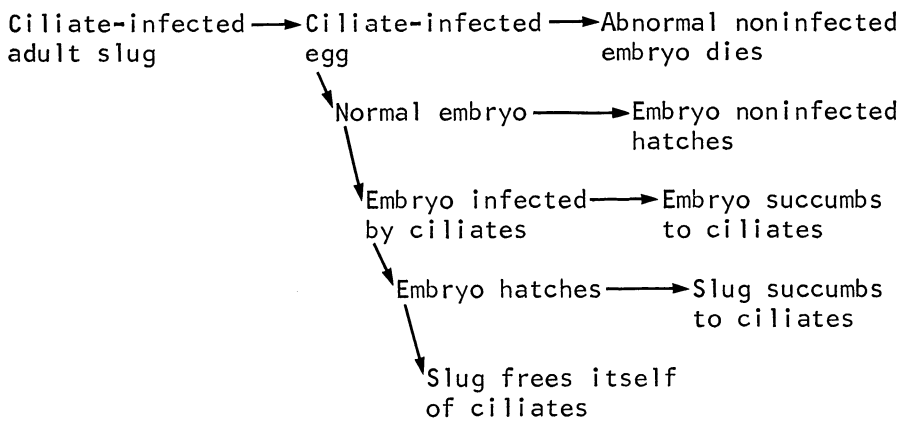 Ciliate-infected
adult slug
Ciliate-infected
egg
Abnormal noninfected
embryo dies
Normal embryo
Embryo noninfected
hatches
Embryo infected
by ciliates
Embryo succumbs
to ciliates
Embryo hatches
Slug succumbs
to ciliates
Slug frees itself
of ciliates